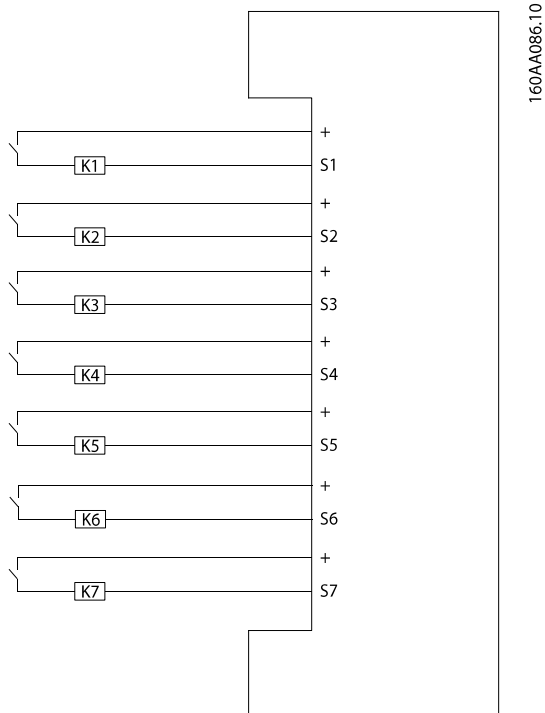 160AA086.10
+
K1 S1
+
K2 S2
+
K3 S3
+
K4 S4
+
K5 S5
+
K6 S6
+
K7 S7